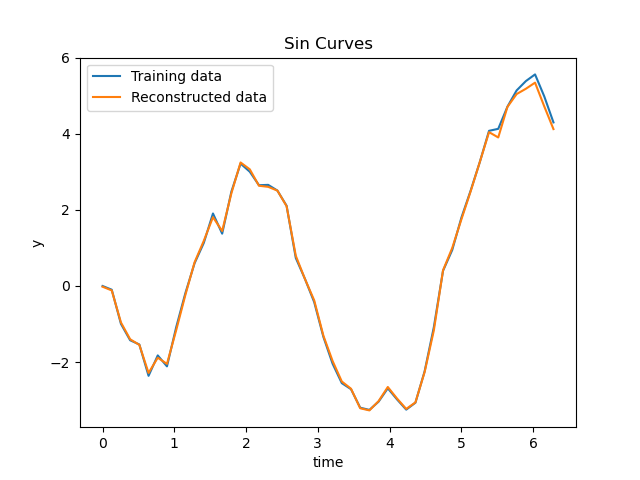 Sin Curves
Training data
Reconstructed data
6
4
2
0
−2
y
0 1 2 3 4 5 6
time